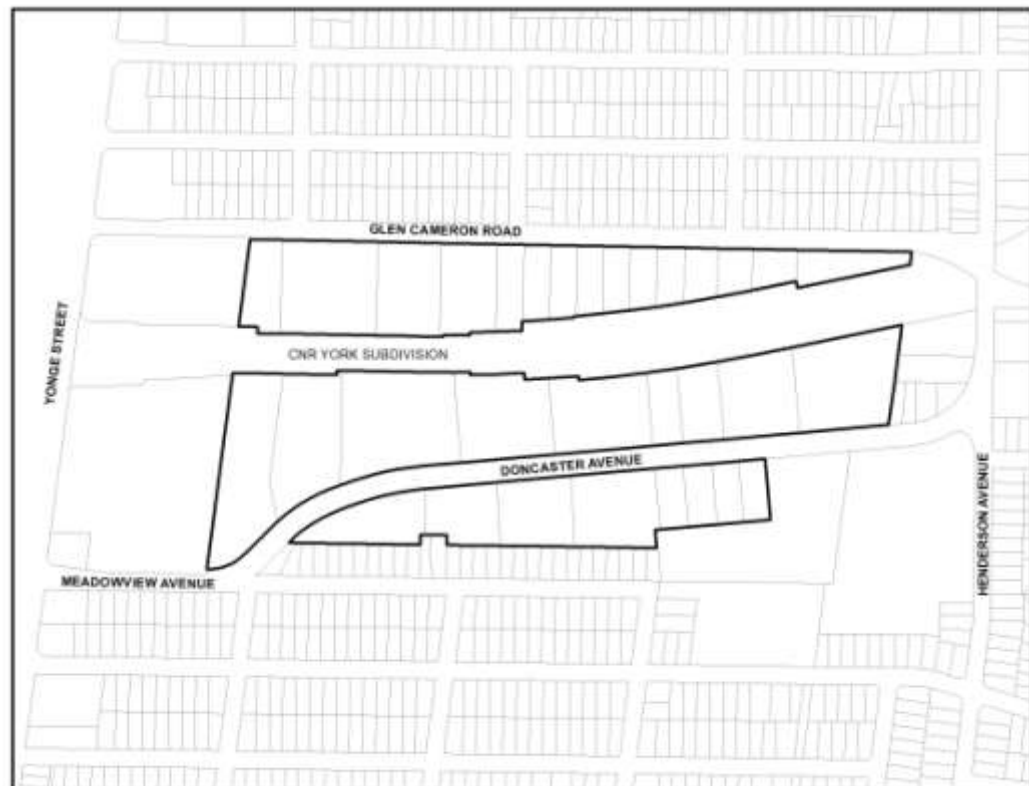 GLEN CAMERON ROAD
YONGE STREET
CNR YORK SUBDIVISION
DONCASTER AVENUE
HENDERSON AVENUE
MEADOWVIEW AVENUE